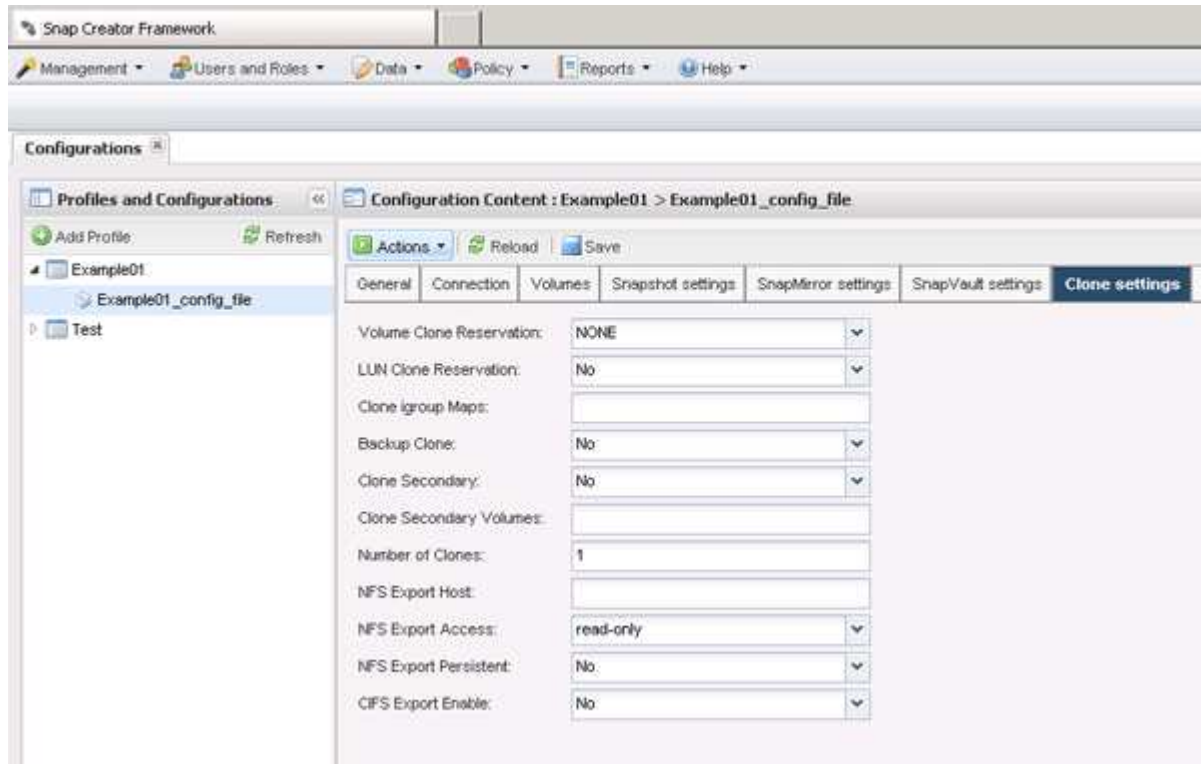 Snap Creator Framework
Management Users and Roles Data Policy Reports Help
Configurations
Profiles and Configurations
Add Profile Refresh
Example01
Example01_config_file
Test
Configuration Content : Example01 > Example01_config_file
Actions Reload Save
General Connection Volumes Snapshot settings SnapMirror settings SnapVault settings Clone settings
Volume Clone Reservation: NONE
LUN Clone Reservation: No
Clone igroup Maps:
Backup Clone: No
Clone Secondary: No
Clone Secondary Volumes:
Number of Clones: 1
NFS Export Host:
NFS Export Access: read-only
NFS Export Persistent: No
CIFS Export Enable: No